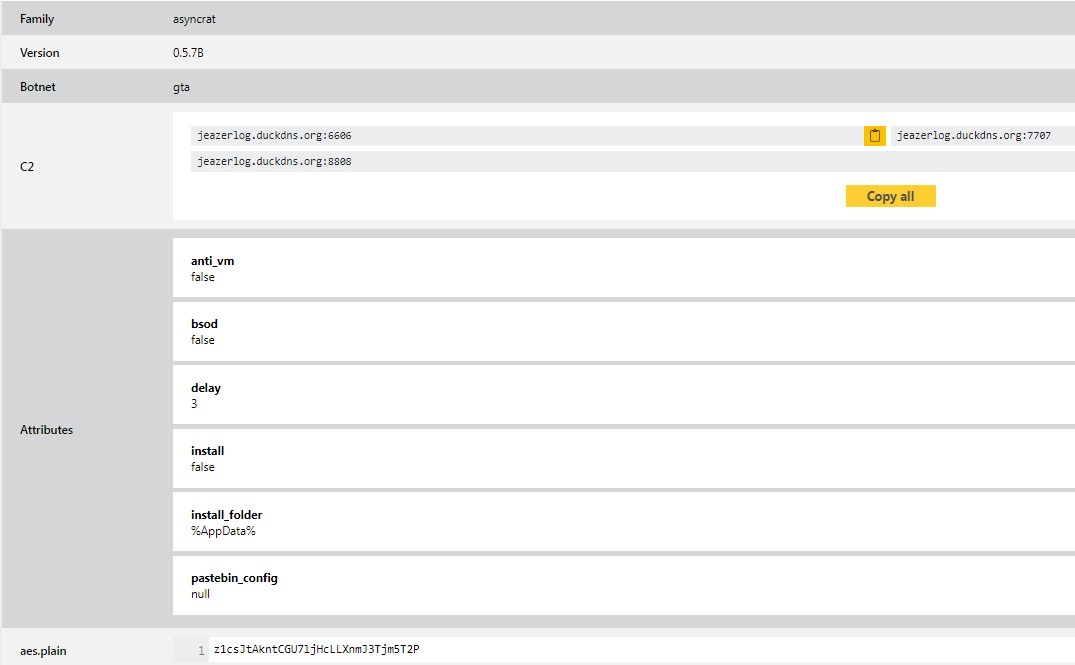 Family asyncrat
Version 0.5.7B
Botnet gta
C2
jeazerlog.duckdns.org:6606 jeazerlog.duckdns.org:7707
jeazerlog.duckdns.org:8808
Copy all
Attributes
anti_vm
false
bsod
false
delay
3
install
false
install_folder
%AppData%
pastebin_config
null
aes.plain 1 z1csJtAkntCGU7ljHcLLXnmJ3Tjm5T2P